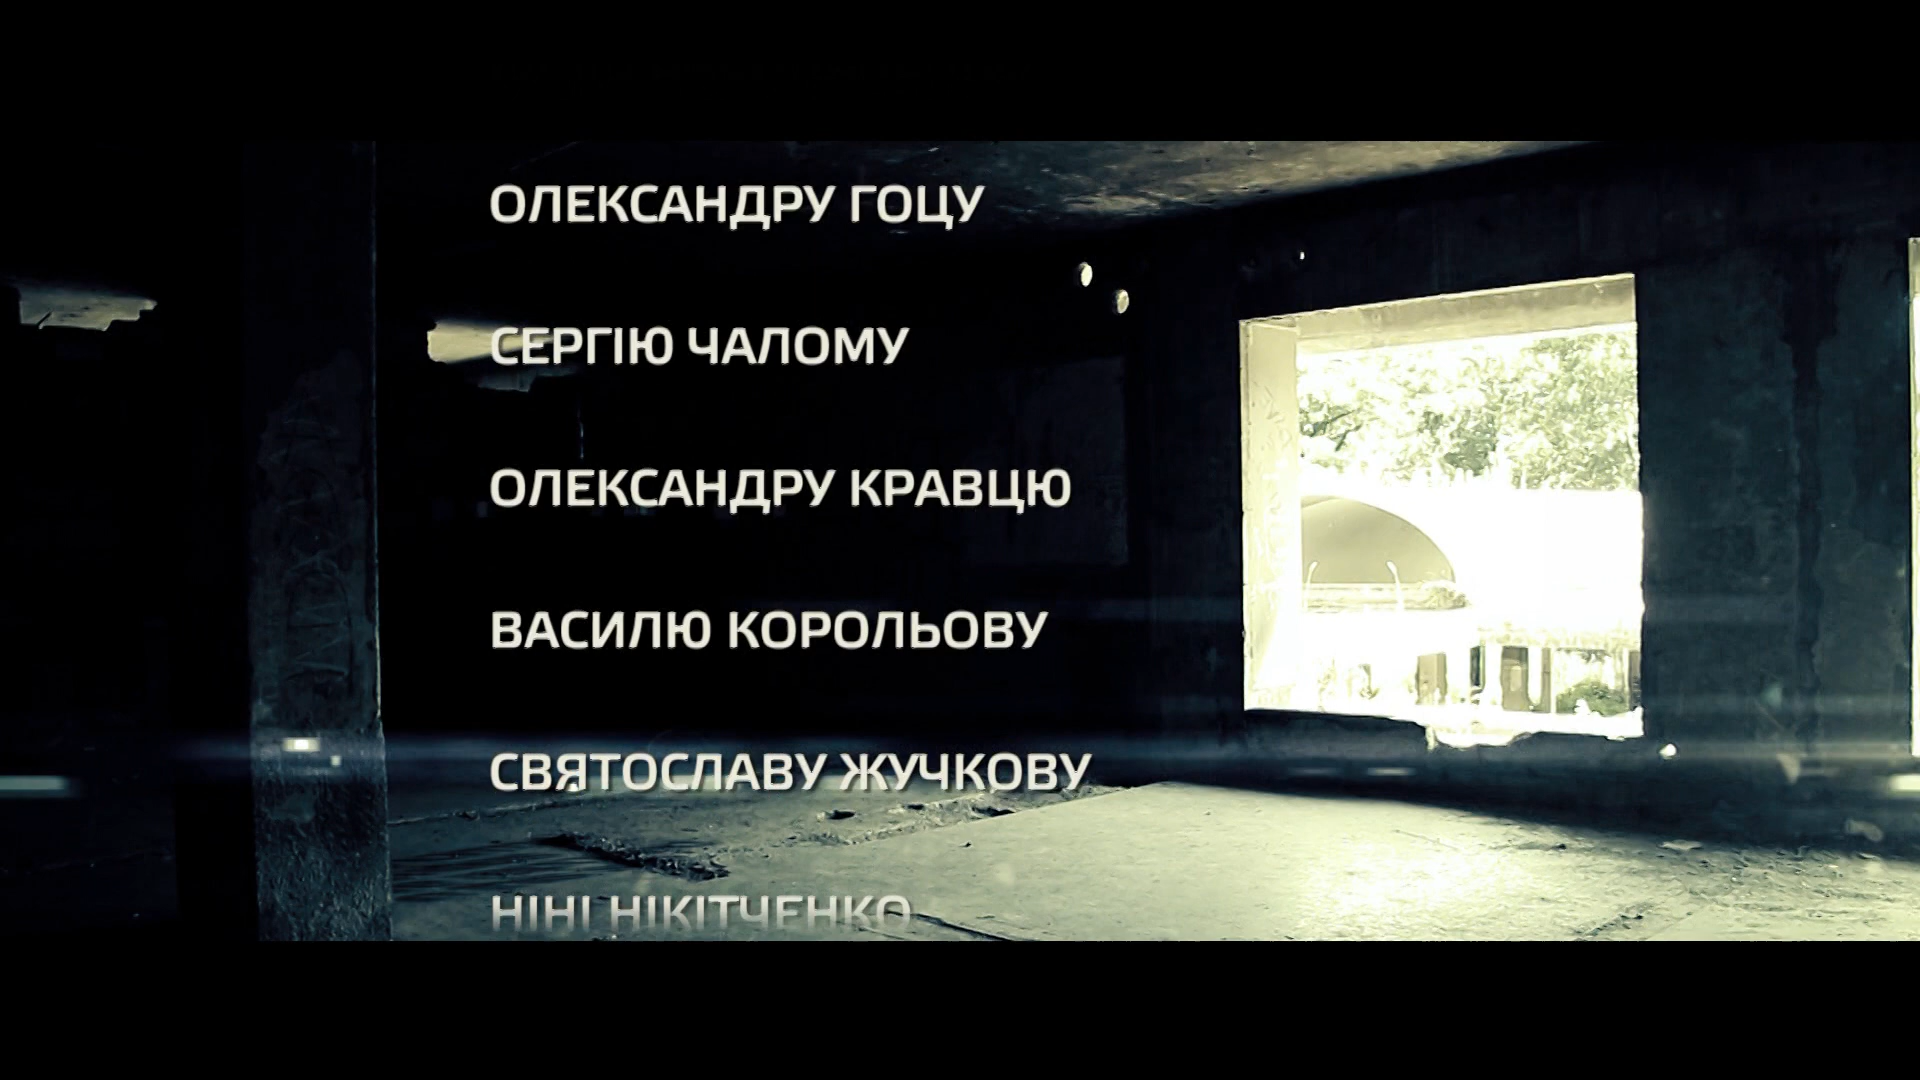 ОЛЕКСАНДРУ ГОЦУ
СЕРГІЮ ЧАЛОМУ
ОЛЕКСАНДРУ КРАВЦЮ
ВАСИЛЮ КОРОЛЬОВУ
СВЯТОСЛАВУ ЖУЧКОВУ
НІНІ НІКІТЧЕНКО